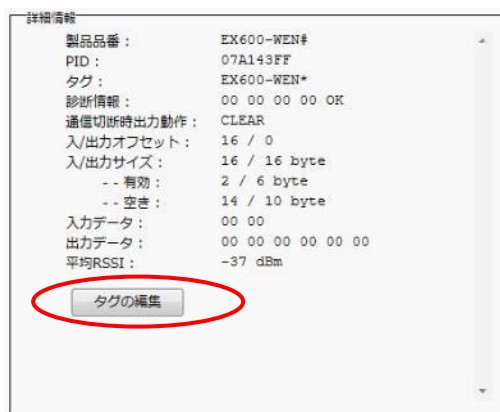 詳細情報
製品品番： EX600-WEN#
PID： 07A143FF
タグ： EX600-WEN*
診断情報： 00 00 00 00 OK
通信切断時出力動作： CLEAR
入/出力オフセット： 16 / 0
入/出力サイズ： 16 / 16 byte
-- 有効： 2 / 6 byte
-- 空き： 14 / 10 byte
入力データ： 00 00
出力データ： 00 00 00 00 00 00
平均RSSI： -37 dBm
タグの編集